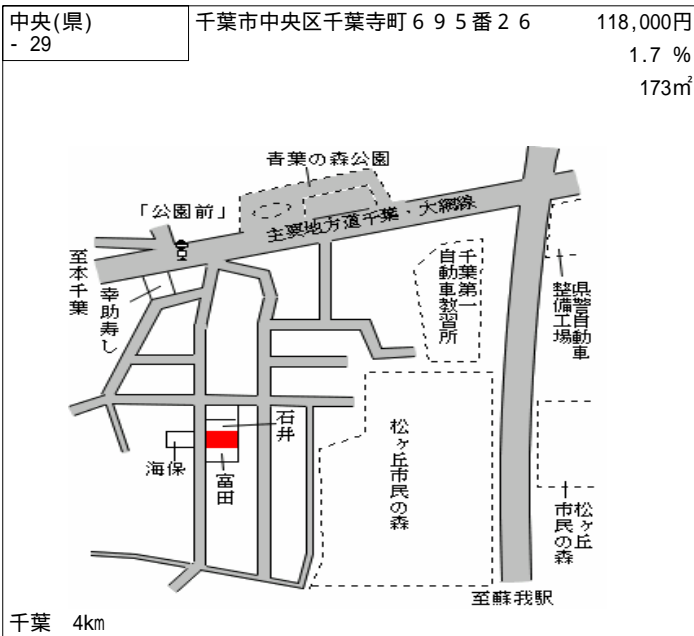 中央(県)
- 29
千葉市中央区千葉寺町６９５番２６
118,000円
1.7 %
173㎡
青葉の森公園
「公園前」
主要地方道千葉・大網線
至本千葉
幸助寿し
千葉第一
自動車教習所
県警自動車
整備工場
石井
海保
富田
松ヶ丘市民の森
松ヶ丘
市民の森
至蘇我駅
千葉 4km